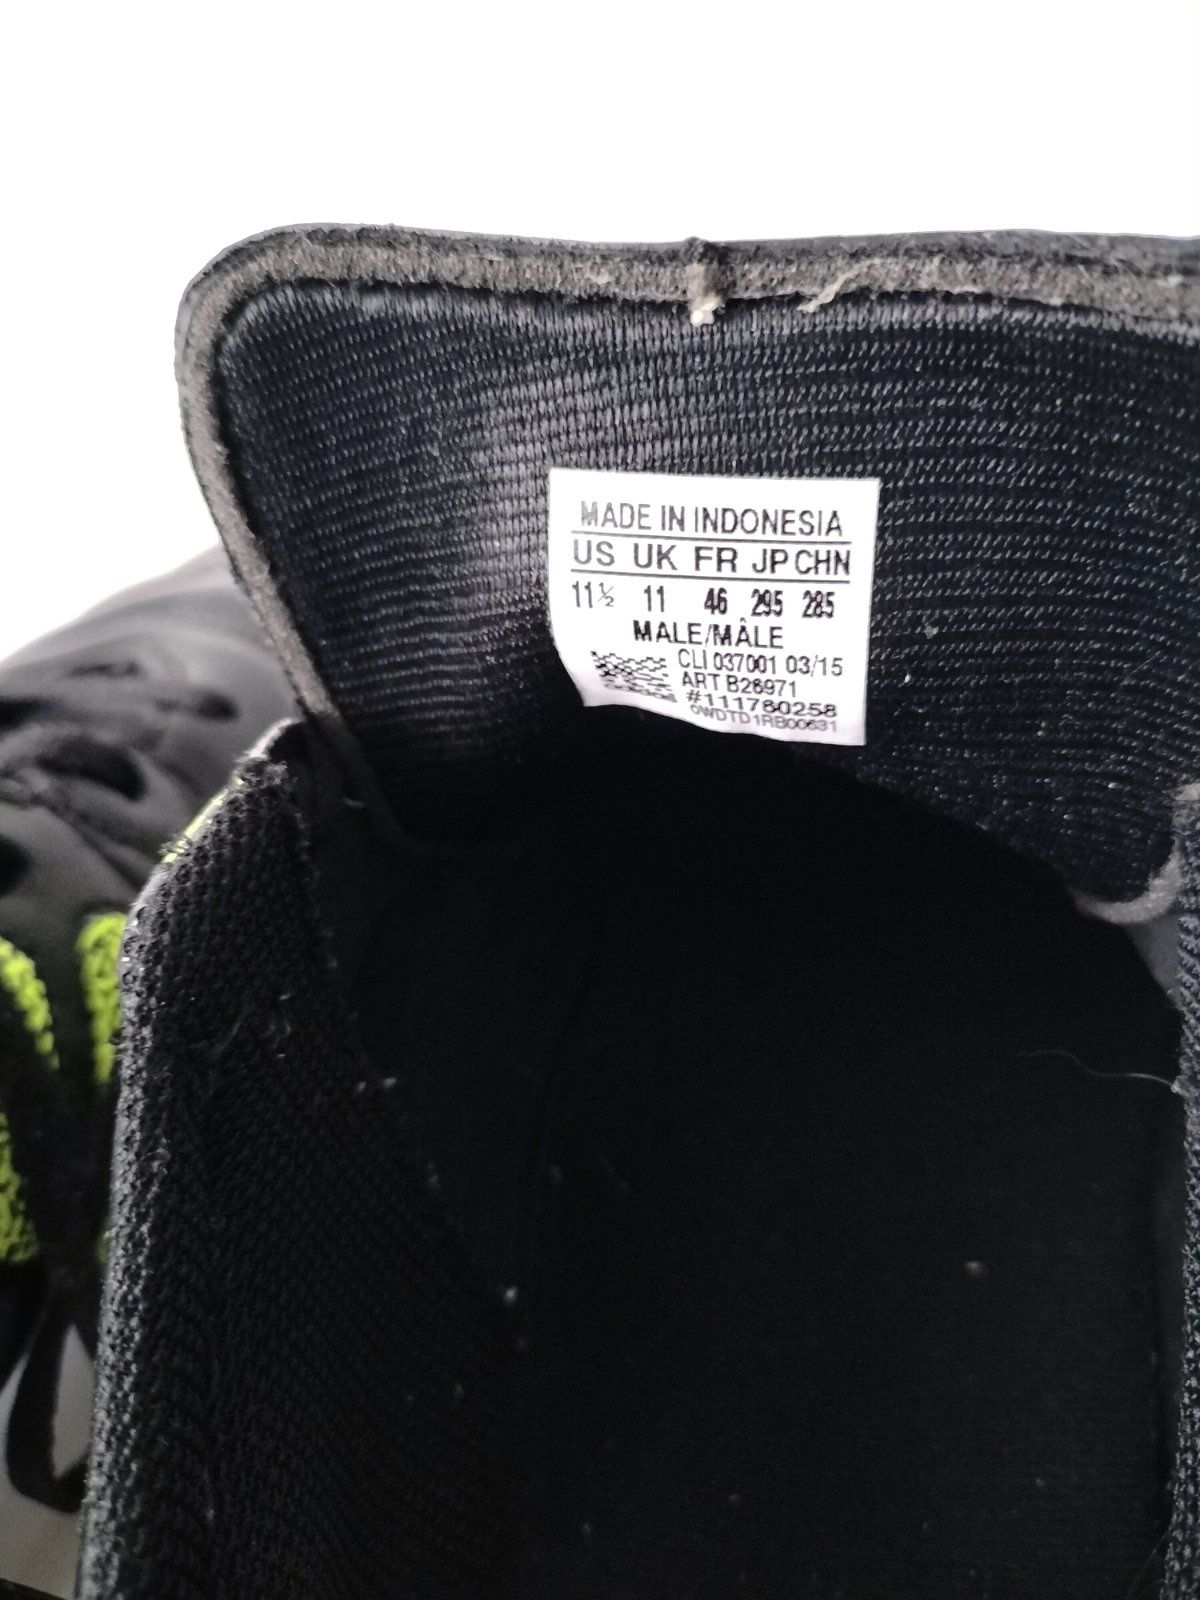 MADE IN INDONESIA
US UK FR JP CHN
11½ 11 46 295 285
MALE/MÂLE
CLI 037001 03/15
ART B26971
#111760258
0WDTD1RB00631